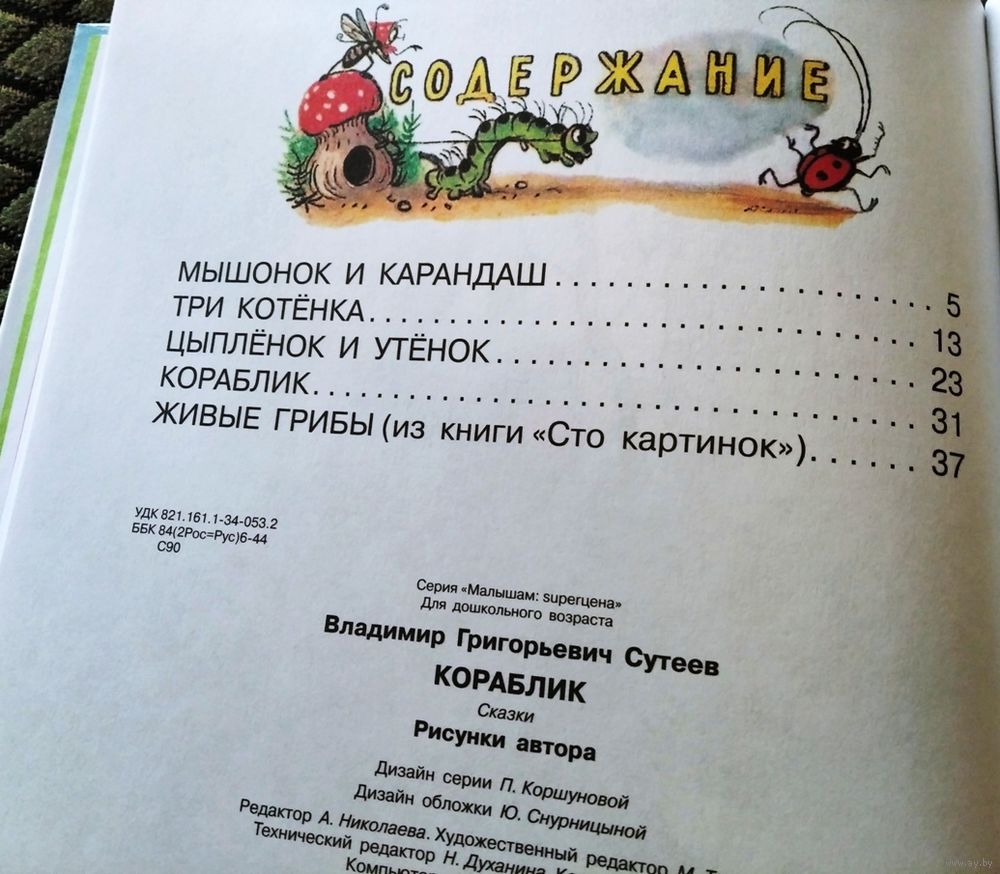 СОДЕРЖАНИЕ
МЫШОНОК И КАРАНДАШ . . . . . . . . . . . . . . . . . . . . . . 5
ТРИ КОТЁНКА . . . . . . . . . . . . . . . . . . . . . . . . . . . . . . . . 13
ЦЫПЛЁНОК И УТЁНОК . . . . . . . . . . . . . . . . . . . . . . . . 23
КОРАБЛИК . . . . . . . . . . . . . . . . . . . . . . . . . . . . . . . . . . . 31
ЖИВЫЕ ГРИБЫ (из книги «Сто картинок») . . . . . . . 37
УДК 821.161.1-34-053.2
ББК 84(2Рос=Рус)6-44
С90
Серия «Малышам: superцена»
Для дошкольного возраста
Владимир Григорьевич Сутеев
КОРАБЛИК
Сказки
Рисунки автора
Дизайн серии П. Коршуновой
Дизайн обложки Ю. Снурницыной
Редактор А. Николаева. Художественный редактор М.
Технический редактор Н. Духанина.
www.ay.by